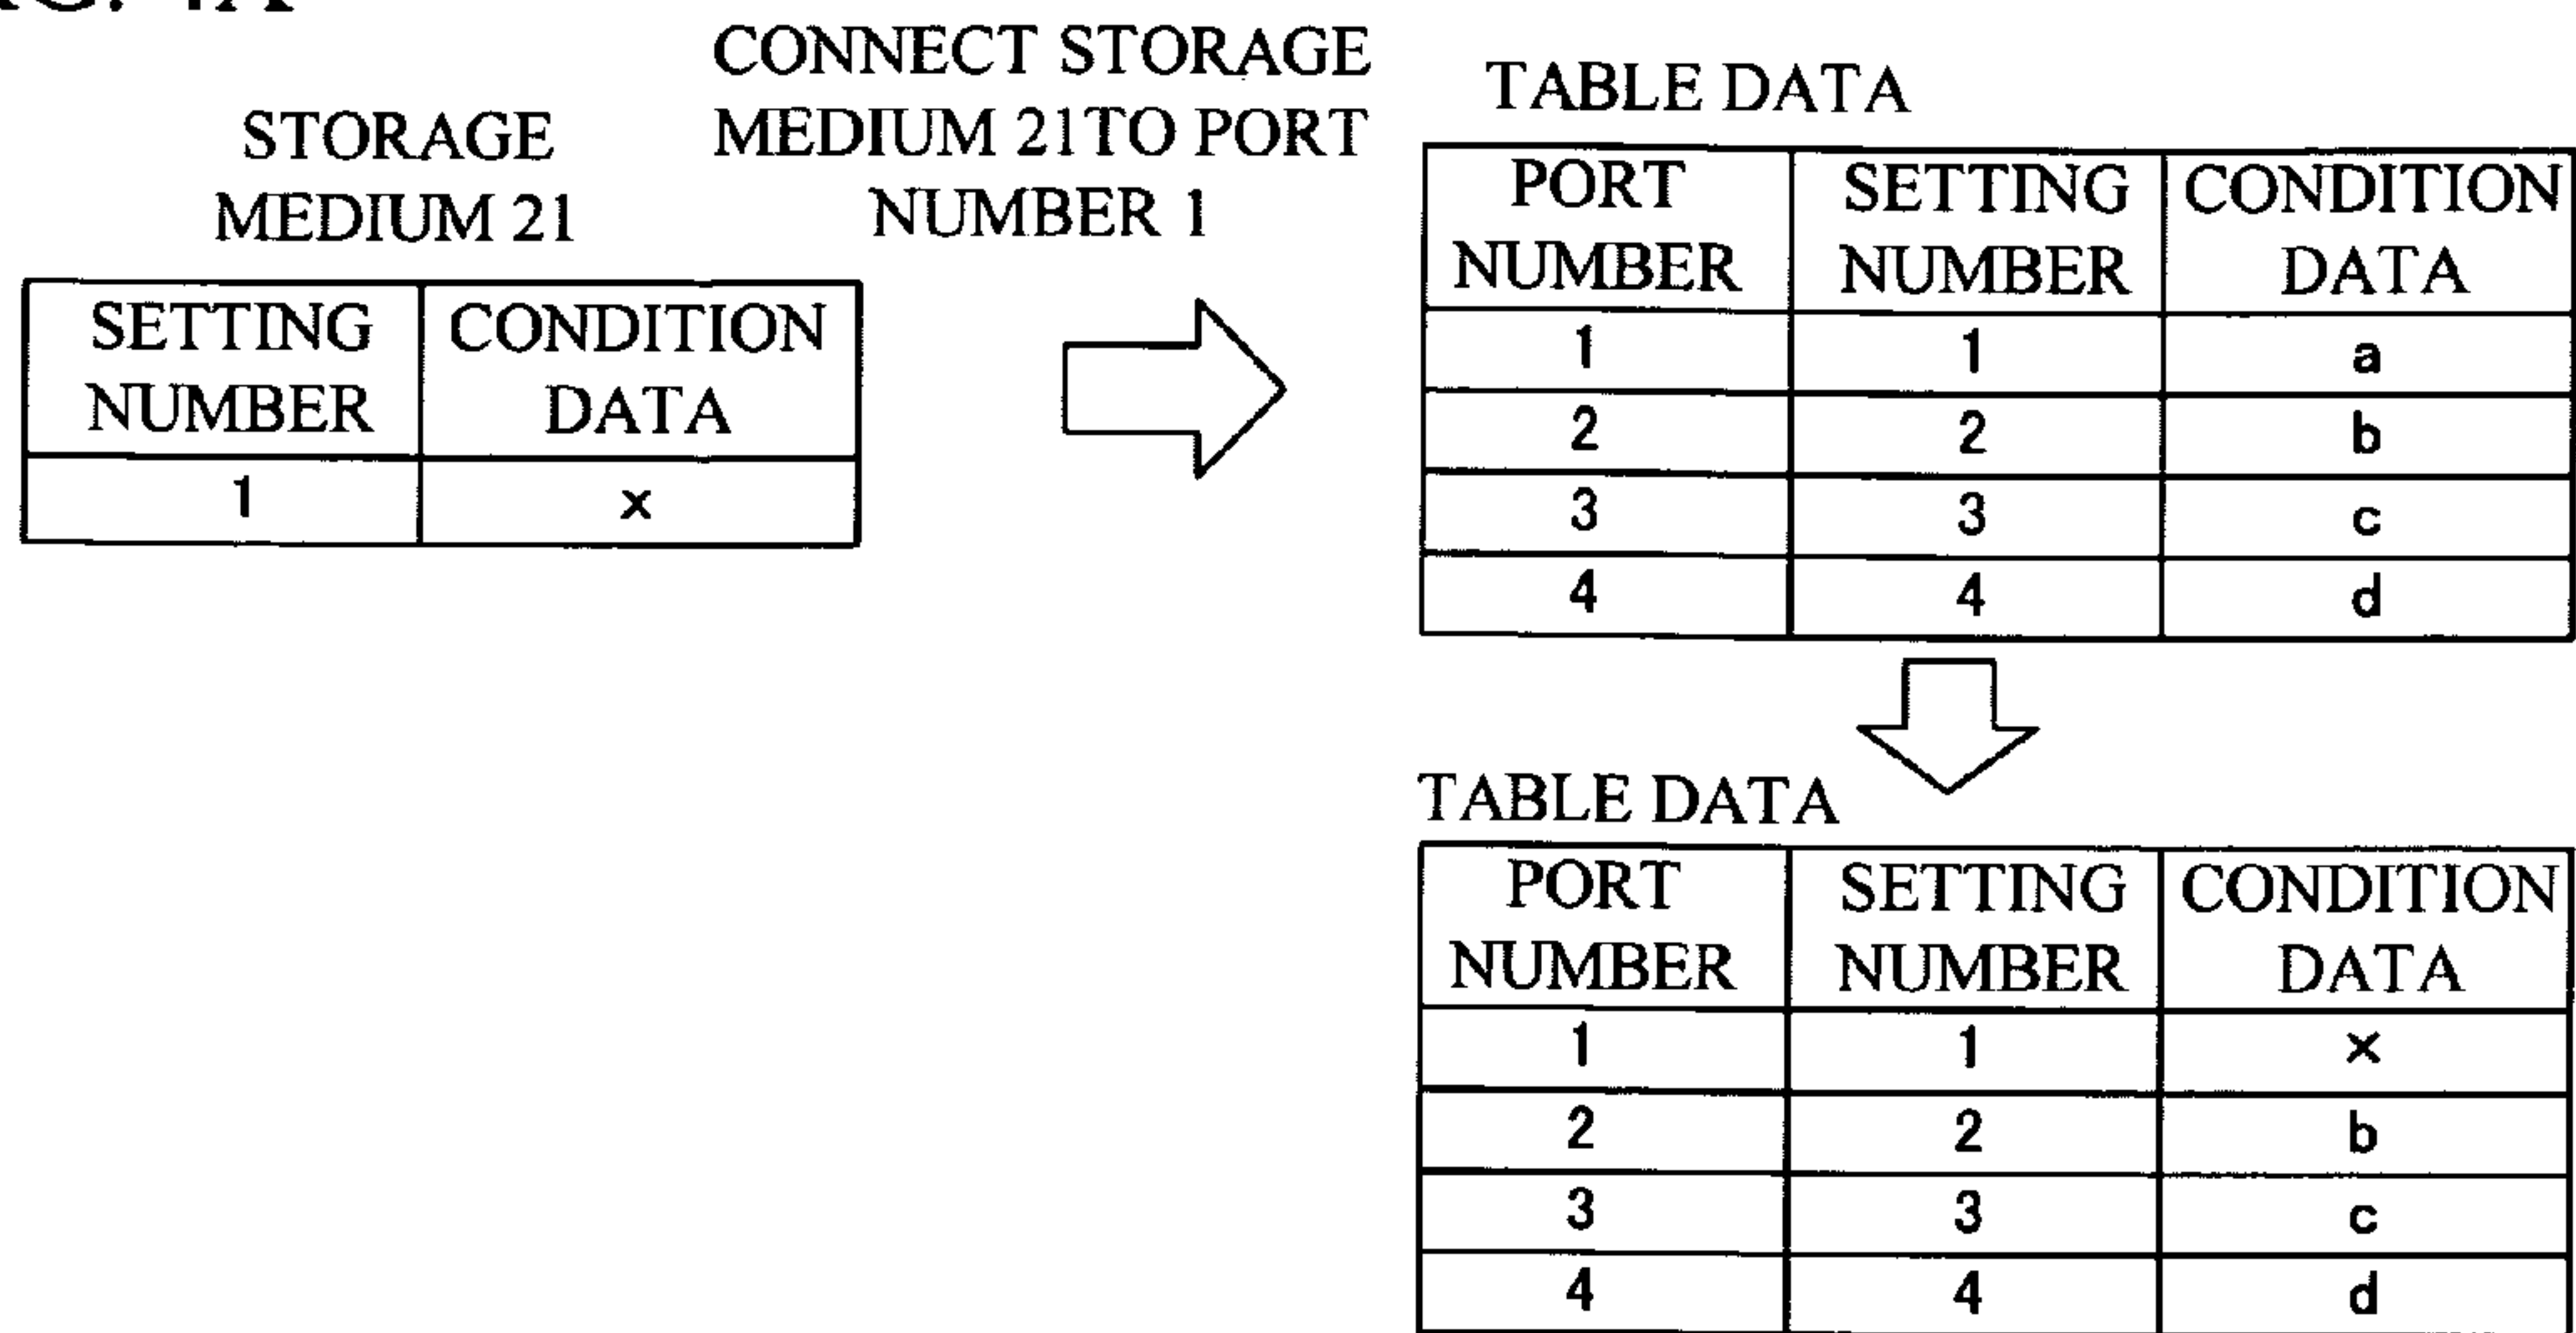 4A
CONNECT STORAGE
MEDIUM 21TO PORT
NUMBER 1
STORAGE
MEDIUM 21
SETTING NUMBER CONDITION DATA
1 x
TABLE DATA
PORT NUMBER SETTING NUMBER CONDITION DATA
1 1 a
2 2 b
3 3 c
4 4 d
TABLE DATA
PORT NUMBER SETTING NUMBER CONDITION DATA
1 1 x
2 2 b
3 3 c
4 4 d